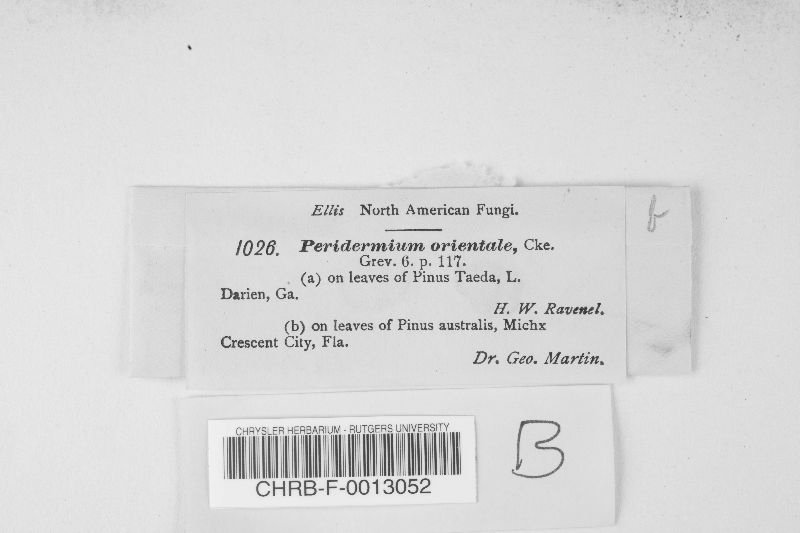 Ellis North American Fungi.
1026. Peridermium orientale, Cke.
Grev. 6. p. 117.
(a) on leaves of Pinus Taeda, L.
Darien, Ga.
H. W. Ravenel.
(b) on leaves of Pinus australis, Michx
Crescent City, Fla.
Dr. Geo. Martin.
b
CHRYSLER HERBARIUM - RUTGERS UNIVERSITY
CHRB-F-0013052
B